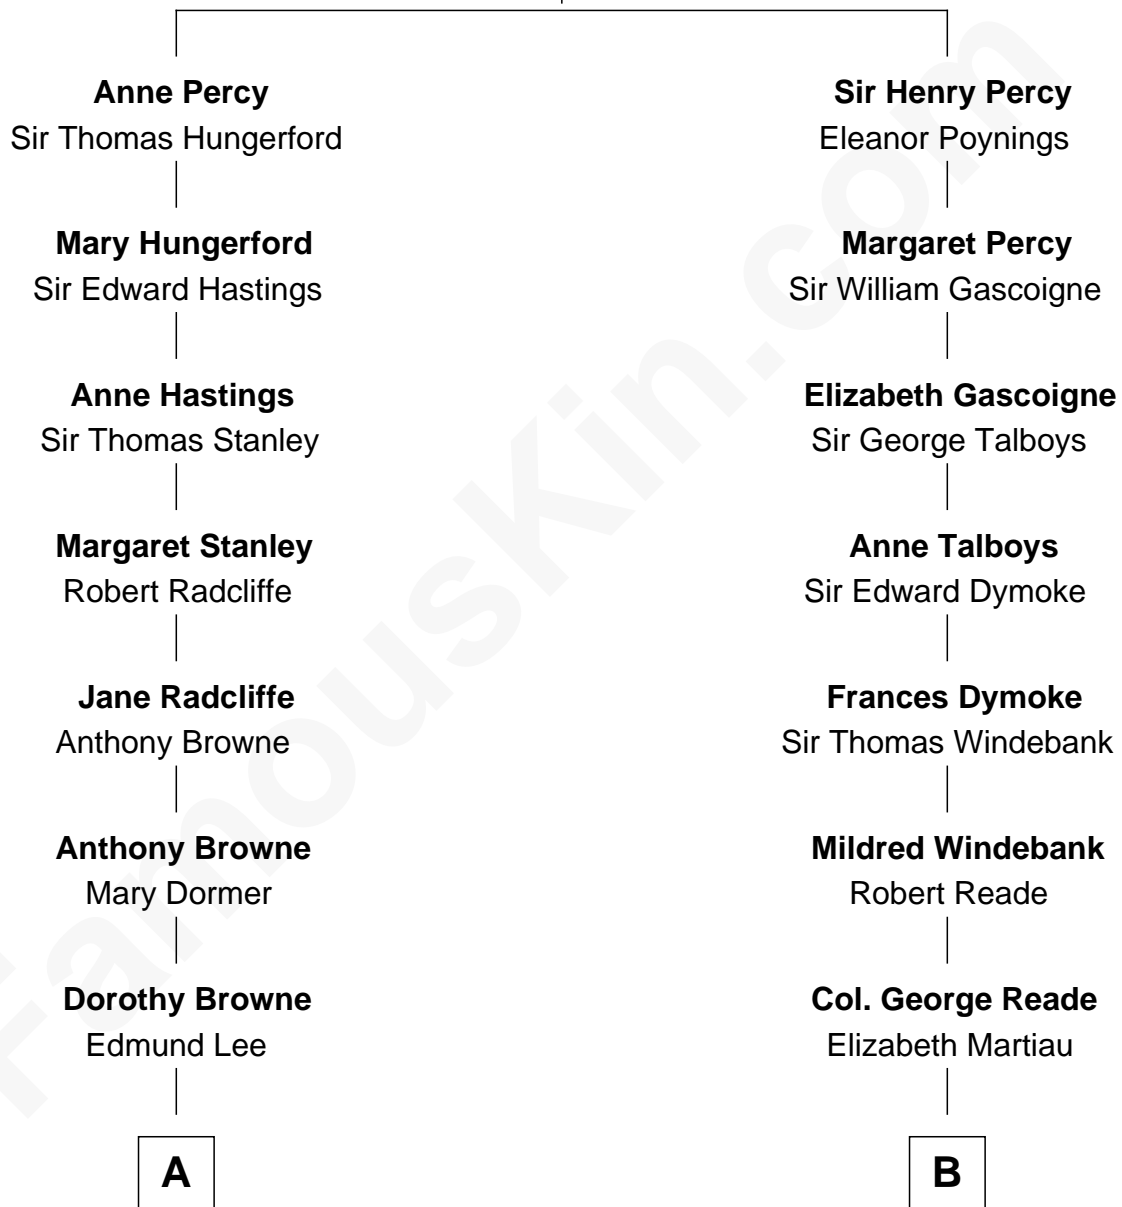 Anne Percy
Sir Thomas Hungerford
Sir Henry Percy
Eleanor Poynings
Mary Hungerford
Sir Edward Hastings
Margaret Percy
Sir William Gascoigne
Anne Hastings
Sir Thomas Stanley
Elizabeth Gascoigne
Sir George Talboys
Margaret Stanley
Robert Radcliffe
Anne Talboys
Sir Edward Dymoke
Jane Radcliffe
Anthony Browne
Frances Dymoke
Sir Thomas Windebank
Anthony Browne
Mary Dormer
Mildred Windebank
Robert Reade
Dorothy Browne
Edmund Lee
Col. George Reade
Elizabeth Martiau
A
B
FamousKin.com